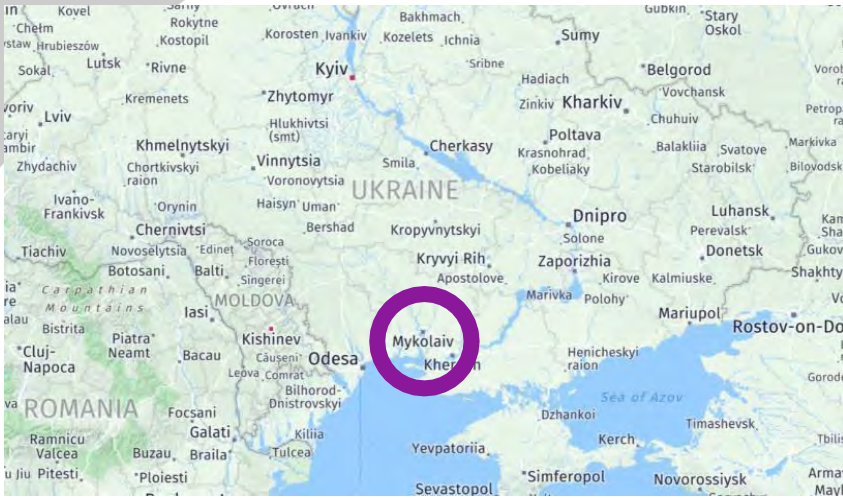 Kovel
Sarny
Ovruch
Bakhmach
Gubkin
Stary
Oskol
Chełm
Rokytne
Kostopil
Korosten
Ivankiv
Kozelets
Ichnia
Sumy
Hrubieszów
Sokal
Lutsk
Rivne
Kyiv
Sribne
Hadiach
Belgorod
Vovchansk
Kremenets
Zhytomyr
Zinkiv
Kharkiv
Lviv
Hlukhivtsi
(smt)
Chuhuiv
Khmelnytskyi
Cherkasy
Poltava
Krasnohrad
Balakliia
Svatove
Markivka
Zhydachiv
Chortkivskyi
raion
Vinnytsia
Smila
Kobeliaky
Starobilsk
Bilovodsk
Voronovytsia
UKRAINE
Ivano-
Frankivsk
Orynin
Haisyn
Uman
Dnipro
Luhansk
Chernivtsi
Bershad
Kropyvnytskyi
Solone
Perevalsk
Tiachiv
Novoselytsia
Edinet
Soroca
Floreşti
Kryvyi Rih
Zaporizhia
Donetsk
Botosani
Balti
Singerei
Apostolove
Kirove
Kalmiuske
Shakhty
Carpathian
Mountains
MOLDOVA
Marivka
Polohy
Iasi
Mariupol
Bistrita
Piatra
Neamt
Kishinev
Mykolaiv
Rostov-on-Do
Cluj-
Napoca
Bacau
Căuşeni
Odesa
Henicheskyi
raion
Leova
Comrat
Bilhorod-
Dnistrovskyi
Sea of Azov
ROMANIA
Focsani
Dzhankoi
Timashevsk
Ramnicu
Valcea
Galati
Kiliia
Kerch
Buzau
Braila
Tulcea
Yevpatoriia
u Jiu
Pitesti
Ploiesti
Simferopol
Novorossiysk
Sevastopol